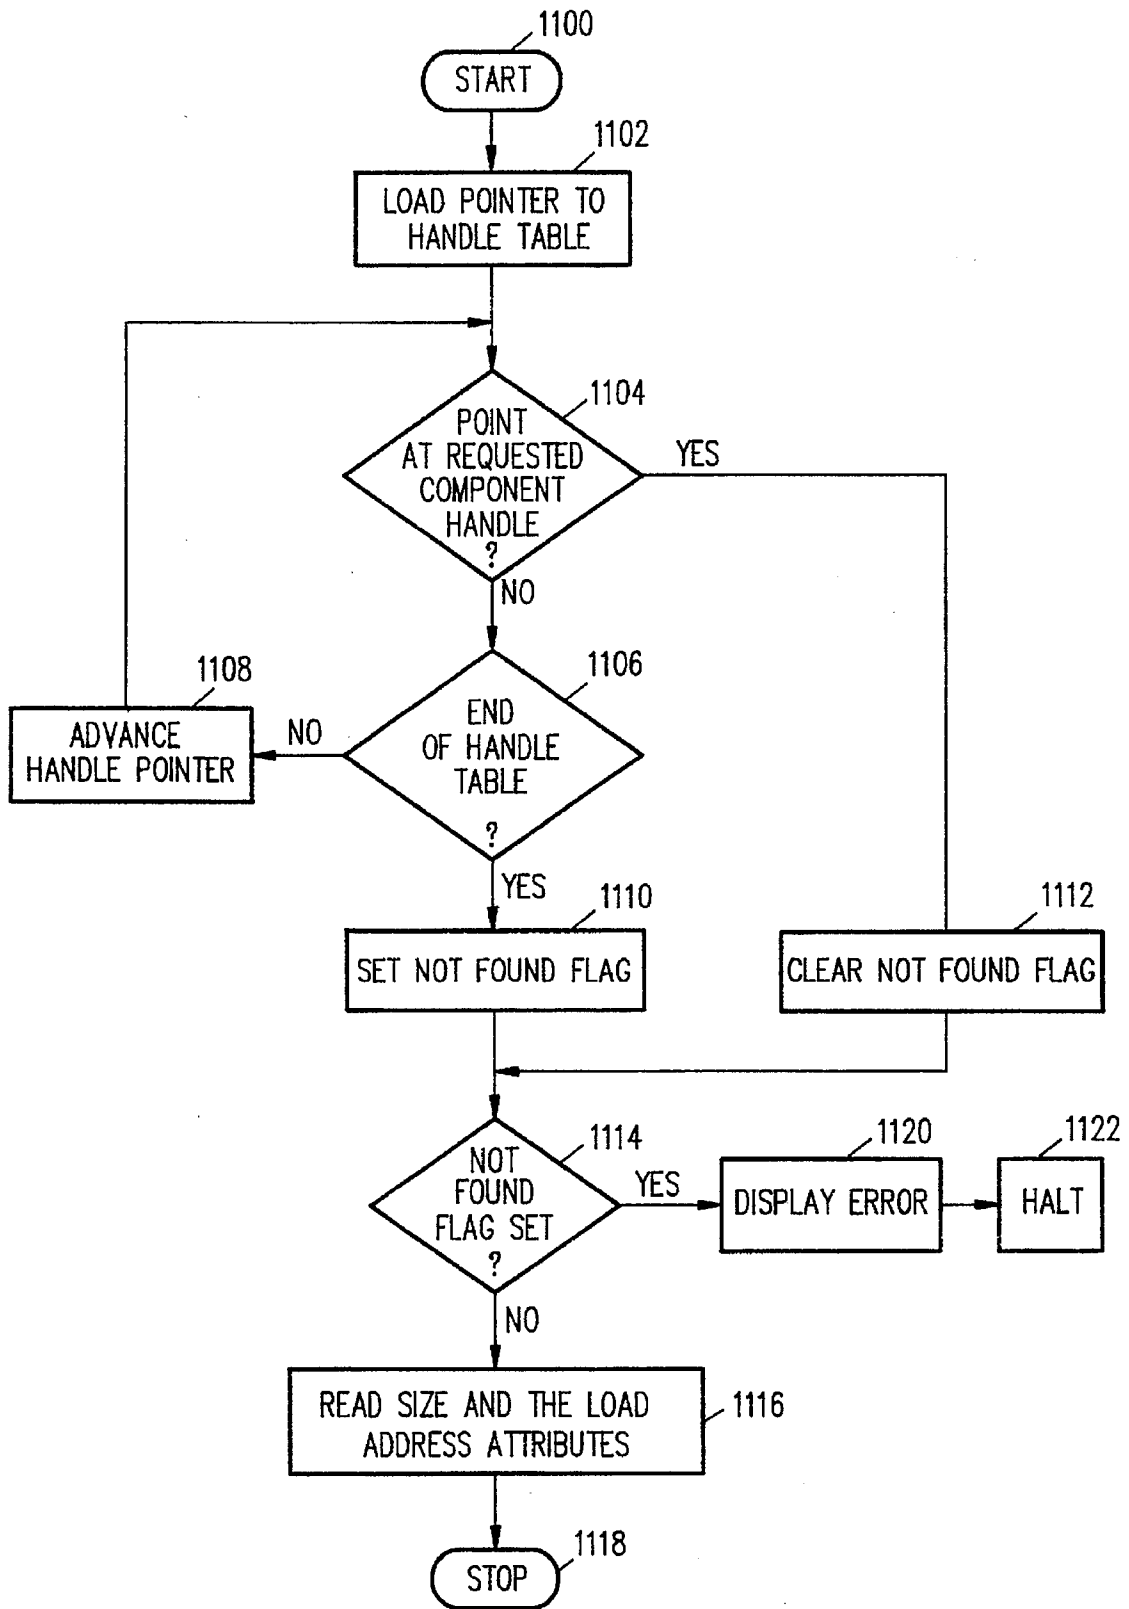 1100
START
1102
LOAD POINTER TO
HANDLE TABLE
1104
POINT
AT REQUESTED
COMPONENT
HANDLE
?
YES
NO
1106
END
OF HANDLE
TABLE
?
NO
1108
ADVANCE
HANDLE POINTER
YES
1110
SET NOT FOUND FLAG
1112
CLEAR NOT FOUND FLAG
1114
NOT
FOUND
FLAG SET
?
YES
1120
DISPLAY ERROR
1122
HALT
NO
READ SIZE AND THE LOAD
ADDRESS ATTRIBUTES
1116
STOP
1118